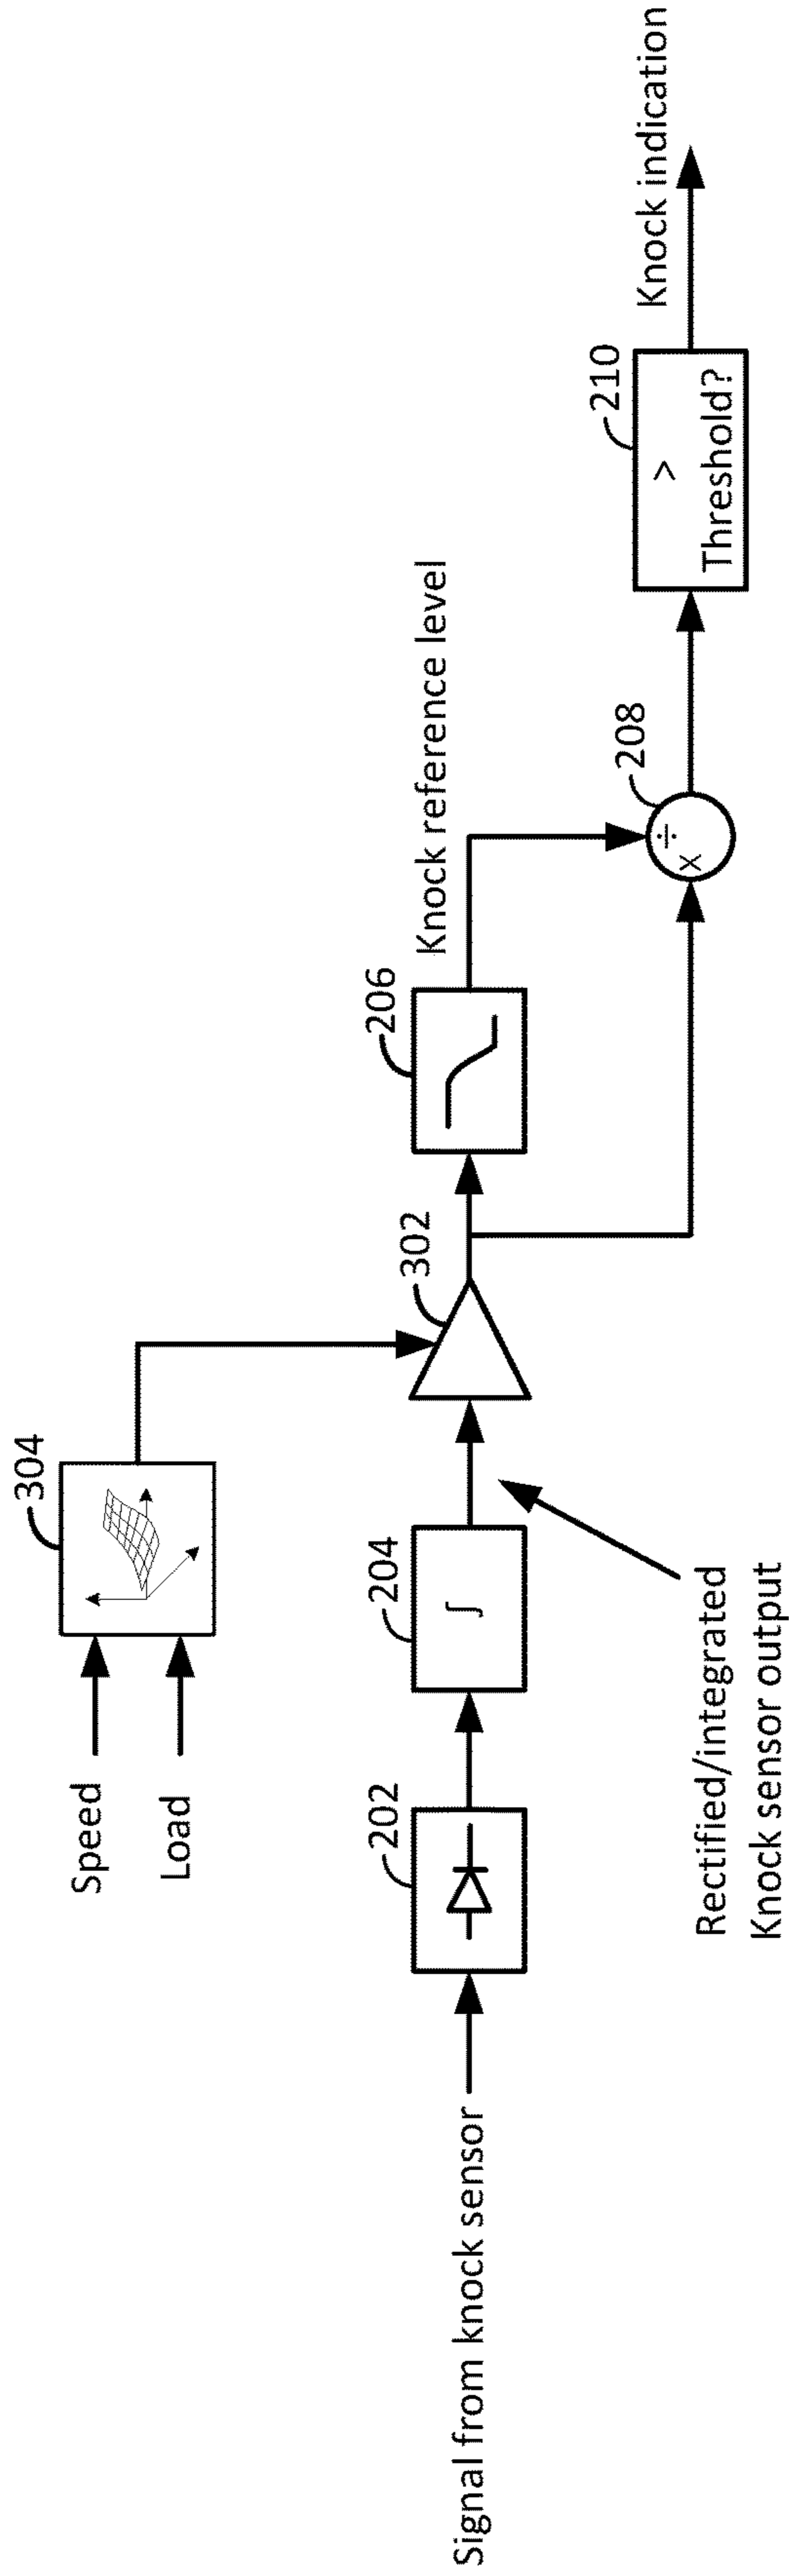 Speed
Load
304
Signal from knock sensor
202
204
302
206
Knock reference level
Rectified/integrated
Knock sensor output
208
x
÷
210
>
Threshold?
Knock indication
∫